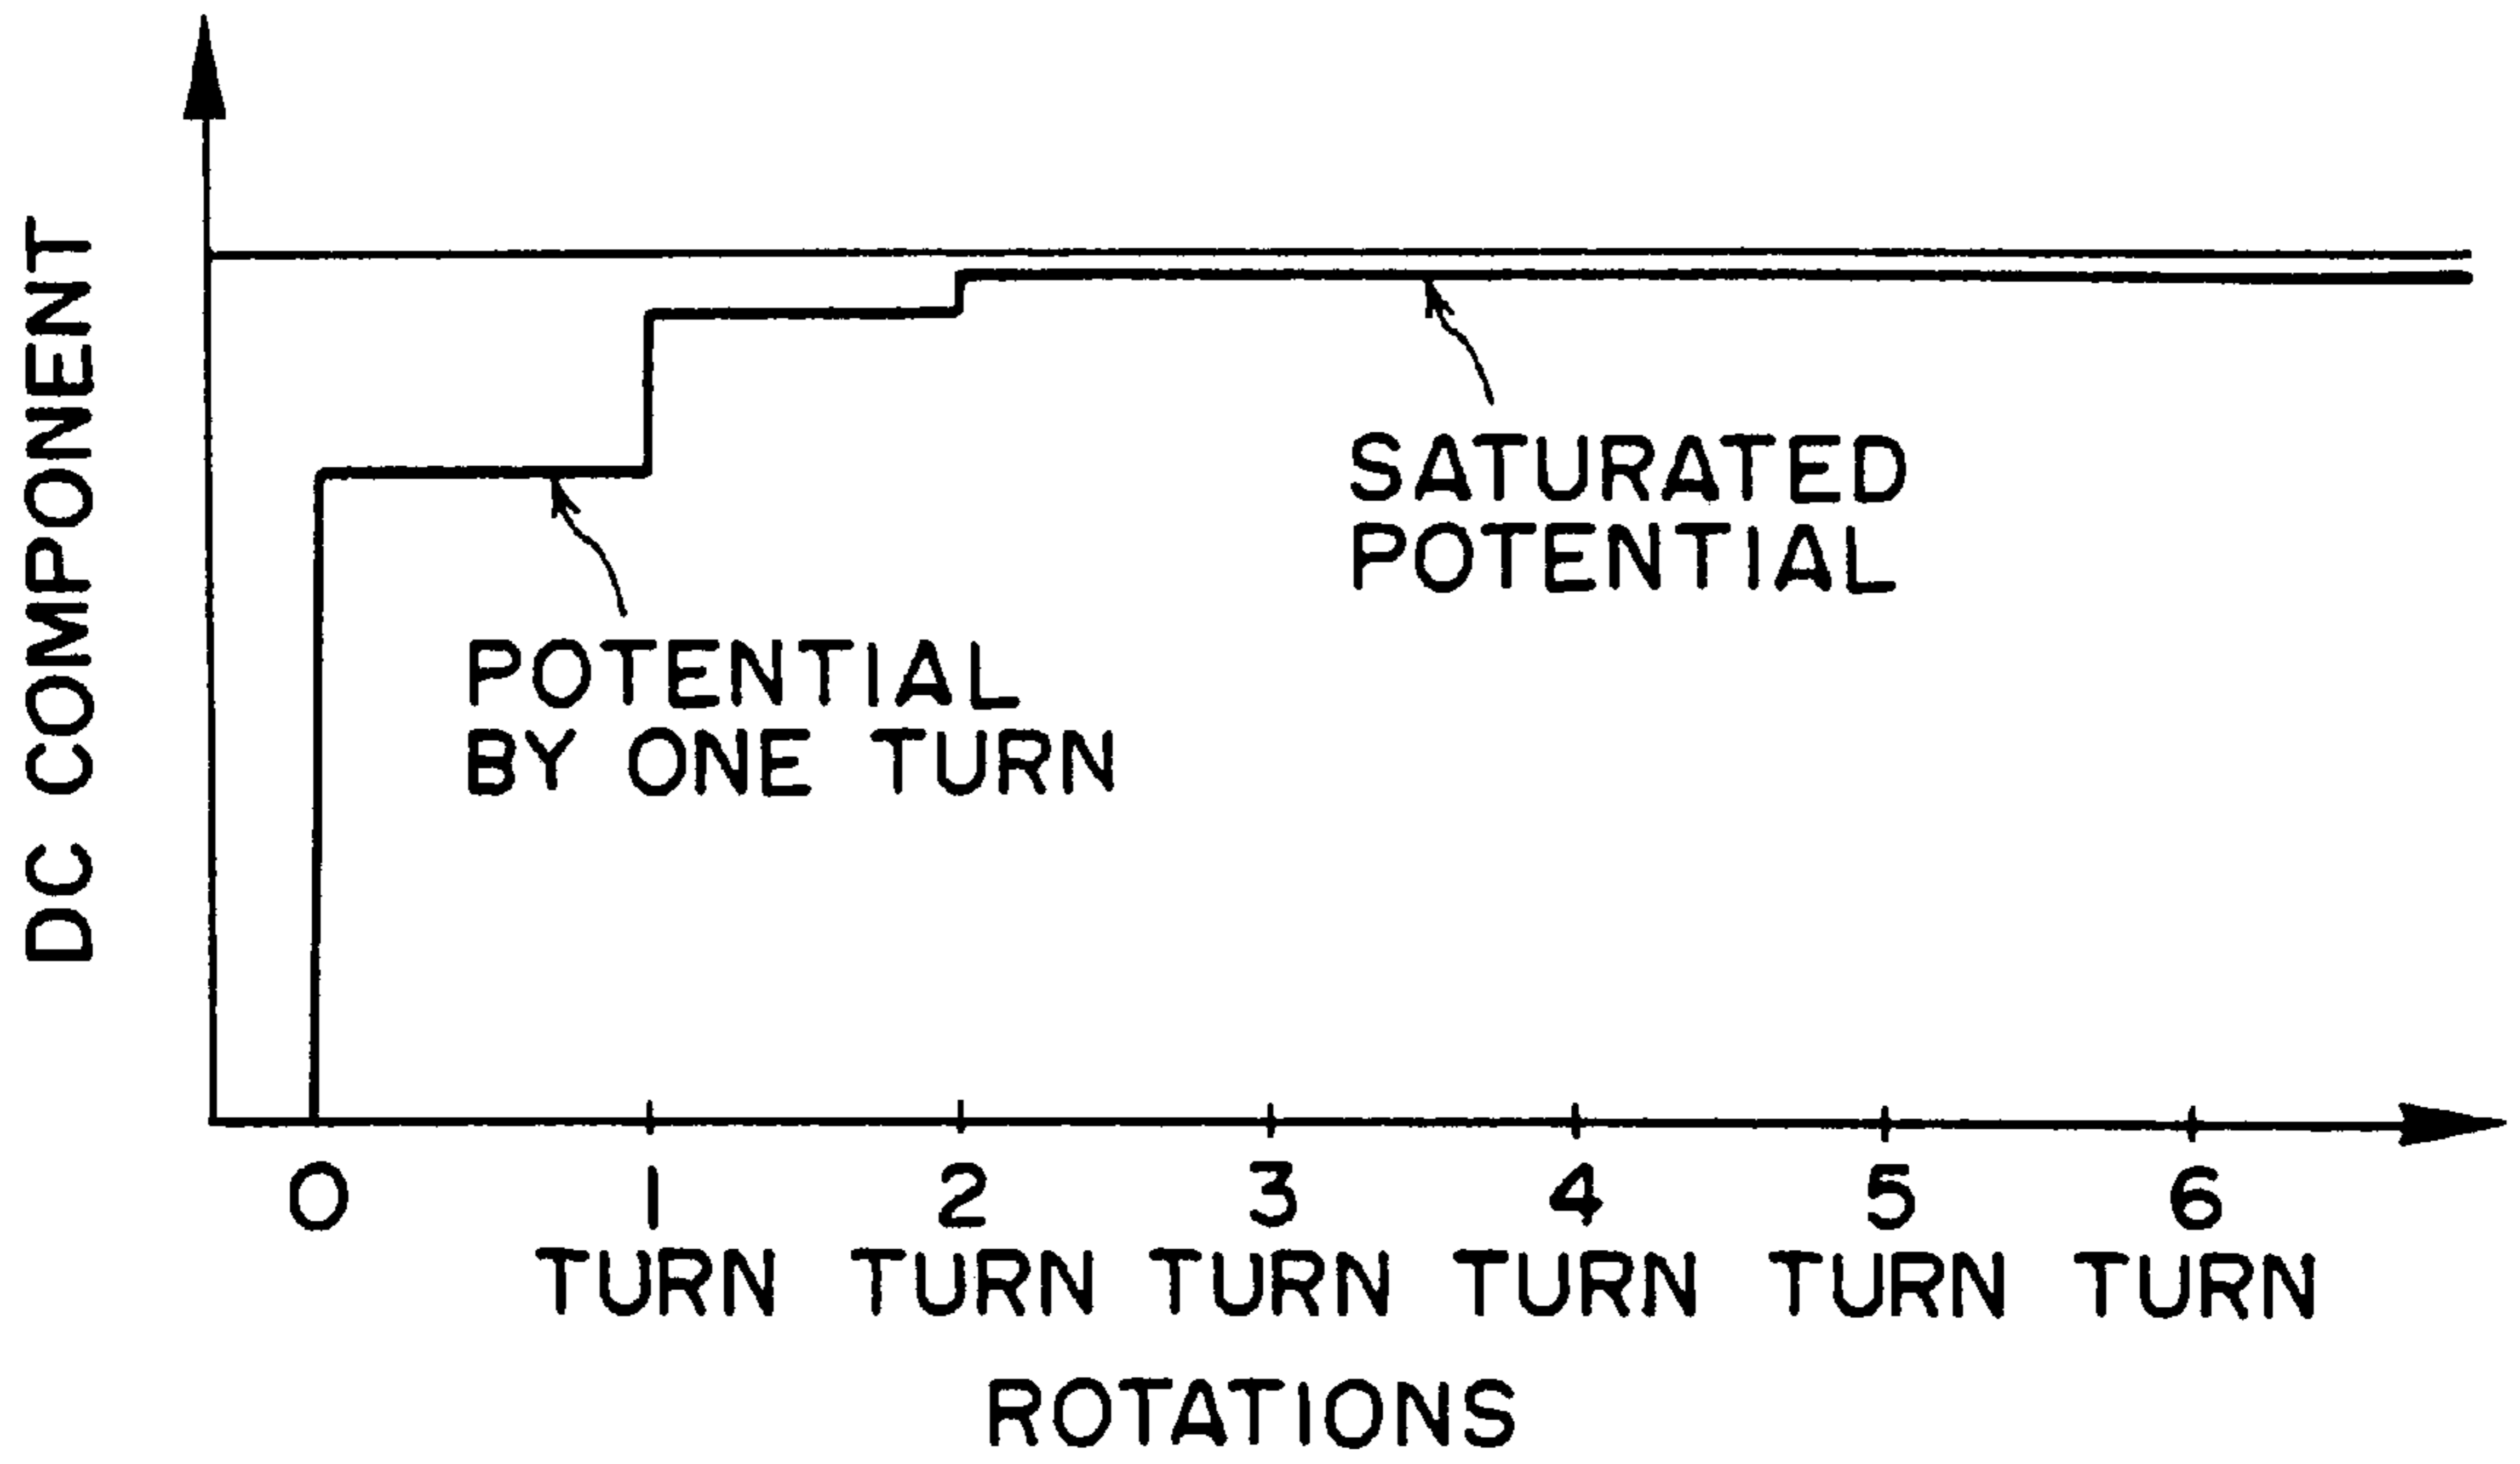 DC COMPONENT
SATURATED
POTENTIAL
POTENTIAL
BY ONE TURN
0 1 2 3 4 5 6
TURN TURN TURN TURN TURN TURN
ROTATIONS